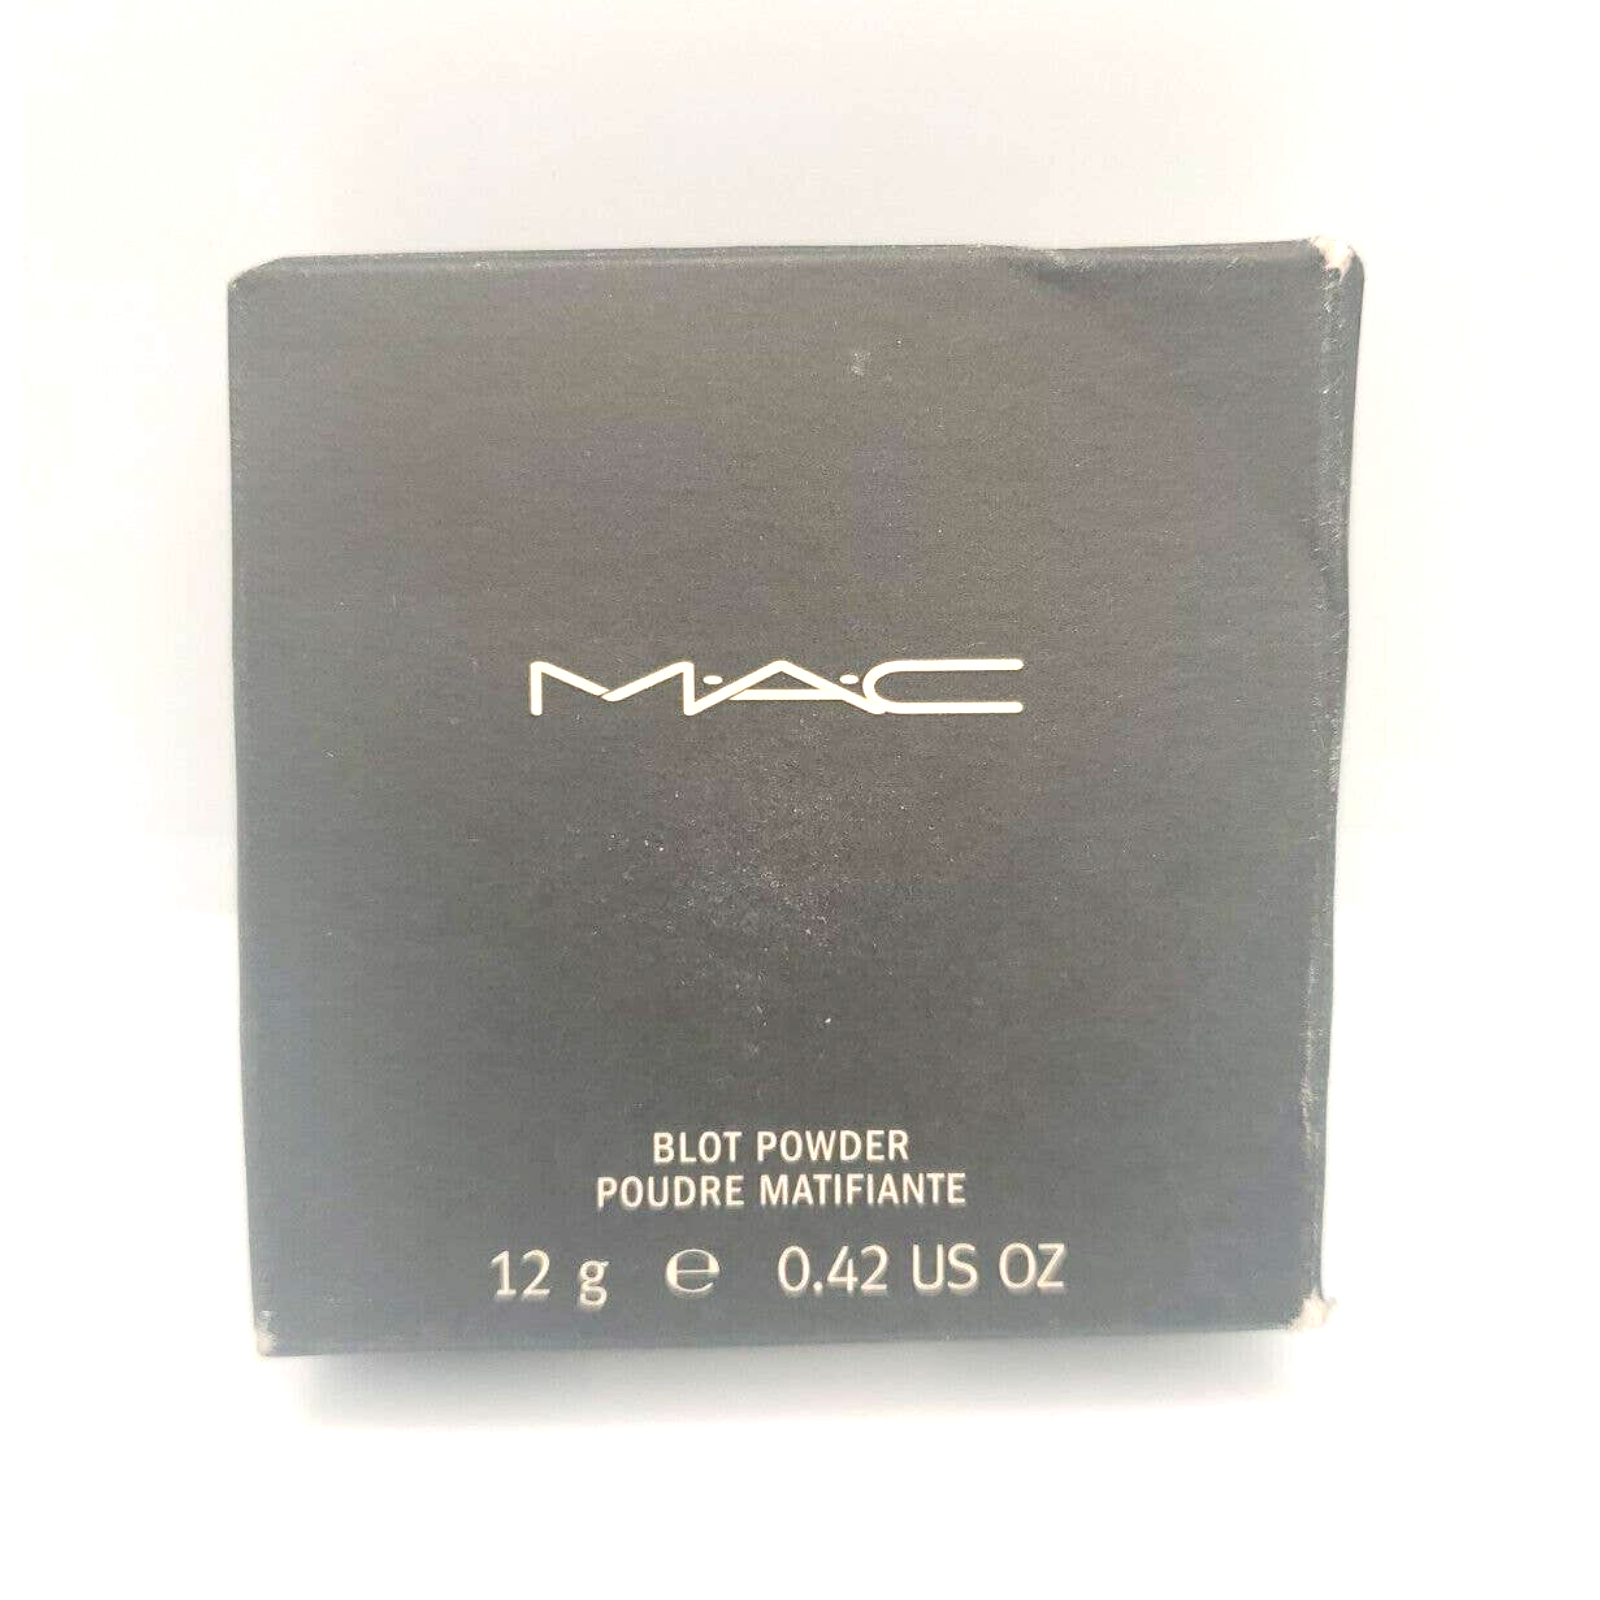 M·A·C
BLOT POWDER
POUDRE MATIFIANTE
12 g ℮ 0.42 US OZ